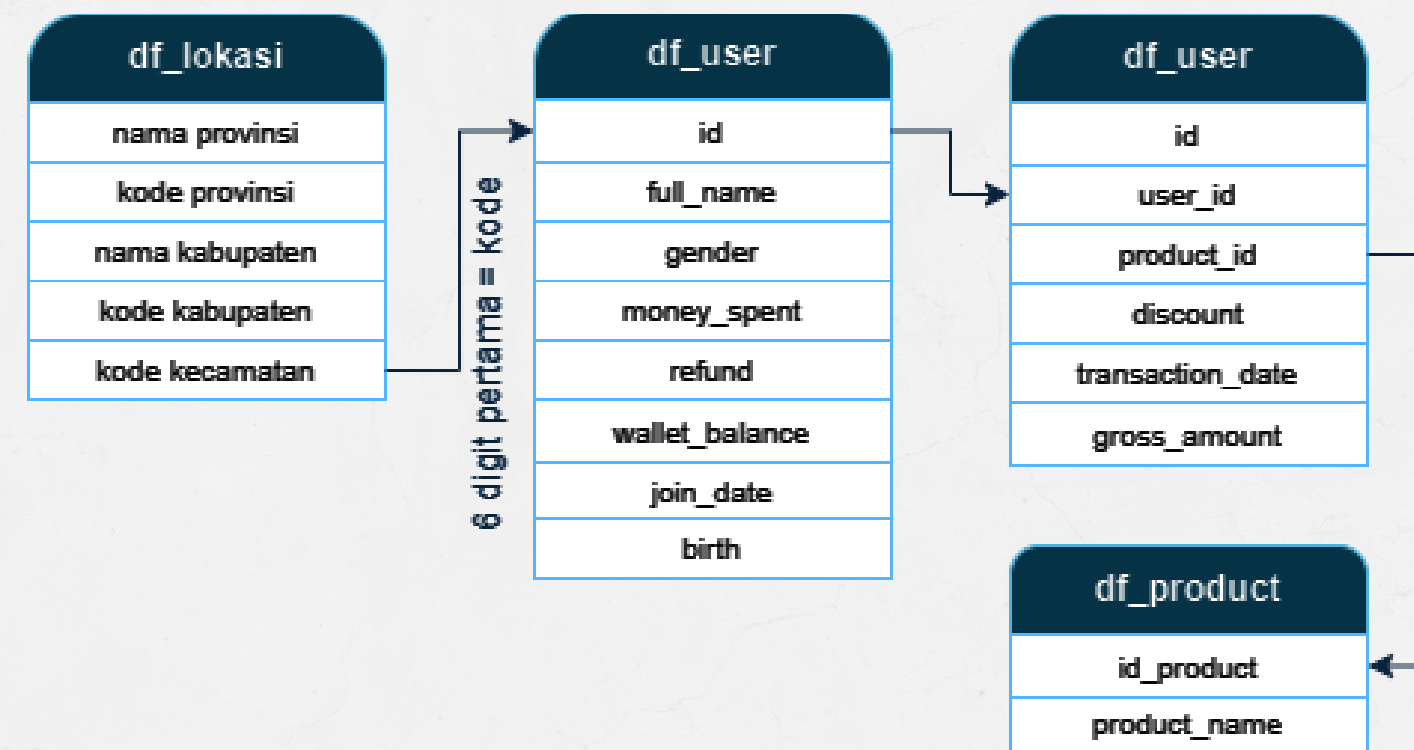 df_lokasi
nama provinsi
kode provinsi
nama kabupaten
kode kabupaten
kode kecamatan
6 digit pertama = kode
df_user
id
full_name
gender
money_spent
refund
wallet_balance
join_date
birth
df_user
id
user_id
product_id
discount
transaction_date
gross_amount
df_product
id_product
product_name